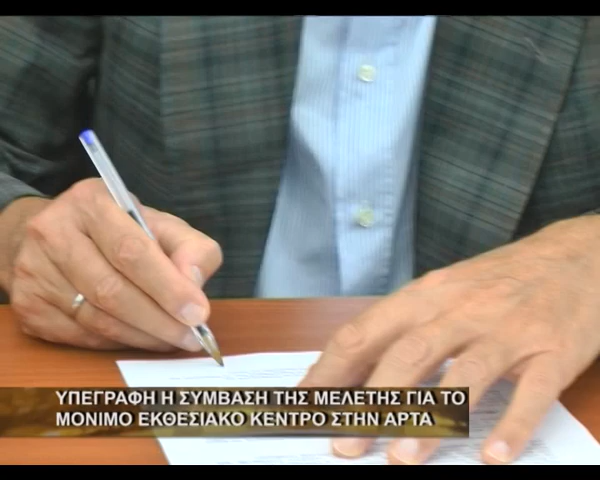 ΥΠΕΓΡΑΦΗ Η ΣΥΜΒΑΣΗ ΤΗΣ ΜΕΛΕΤΗΣ ΓΙΑ ΤΟ
ΜΟΝΙΜΟ ΕΚΘΕΣΙΑΚΟ ΚΕΝΤΡΟ ΣΤΗΝ ΑΡΤΑ